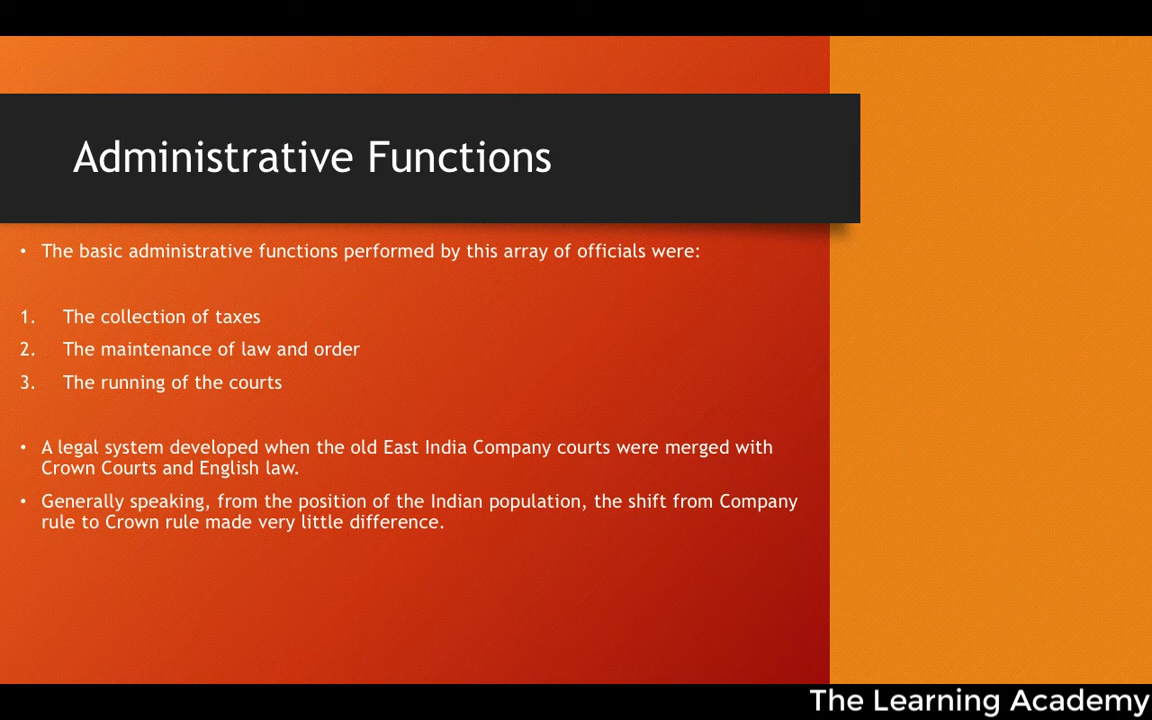 Administrative Functions
• The basic administrative functions performed by this array of officials were:
1. The collection of taxes
2. The maintenance of law and order
3. The running of the courts
• A legal system developed when the old East India Company courts were merged with
Crown Courts and English law.
• Generally speaking, from the position of the Indian population, the shift from Company
rule to Crown rule made very little difference.
The Learning Academy